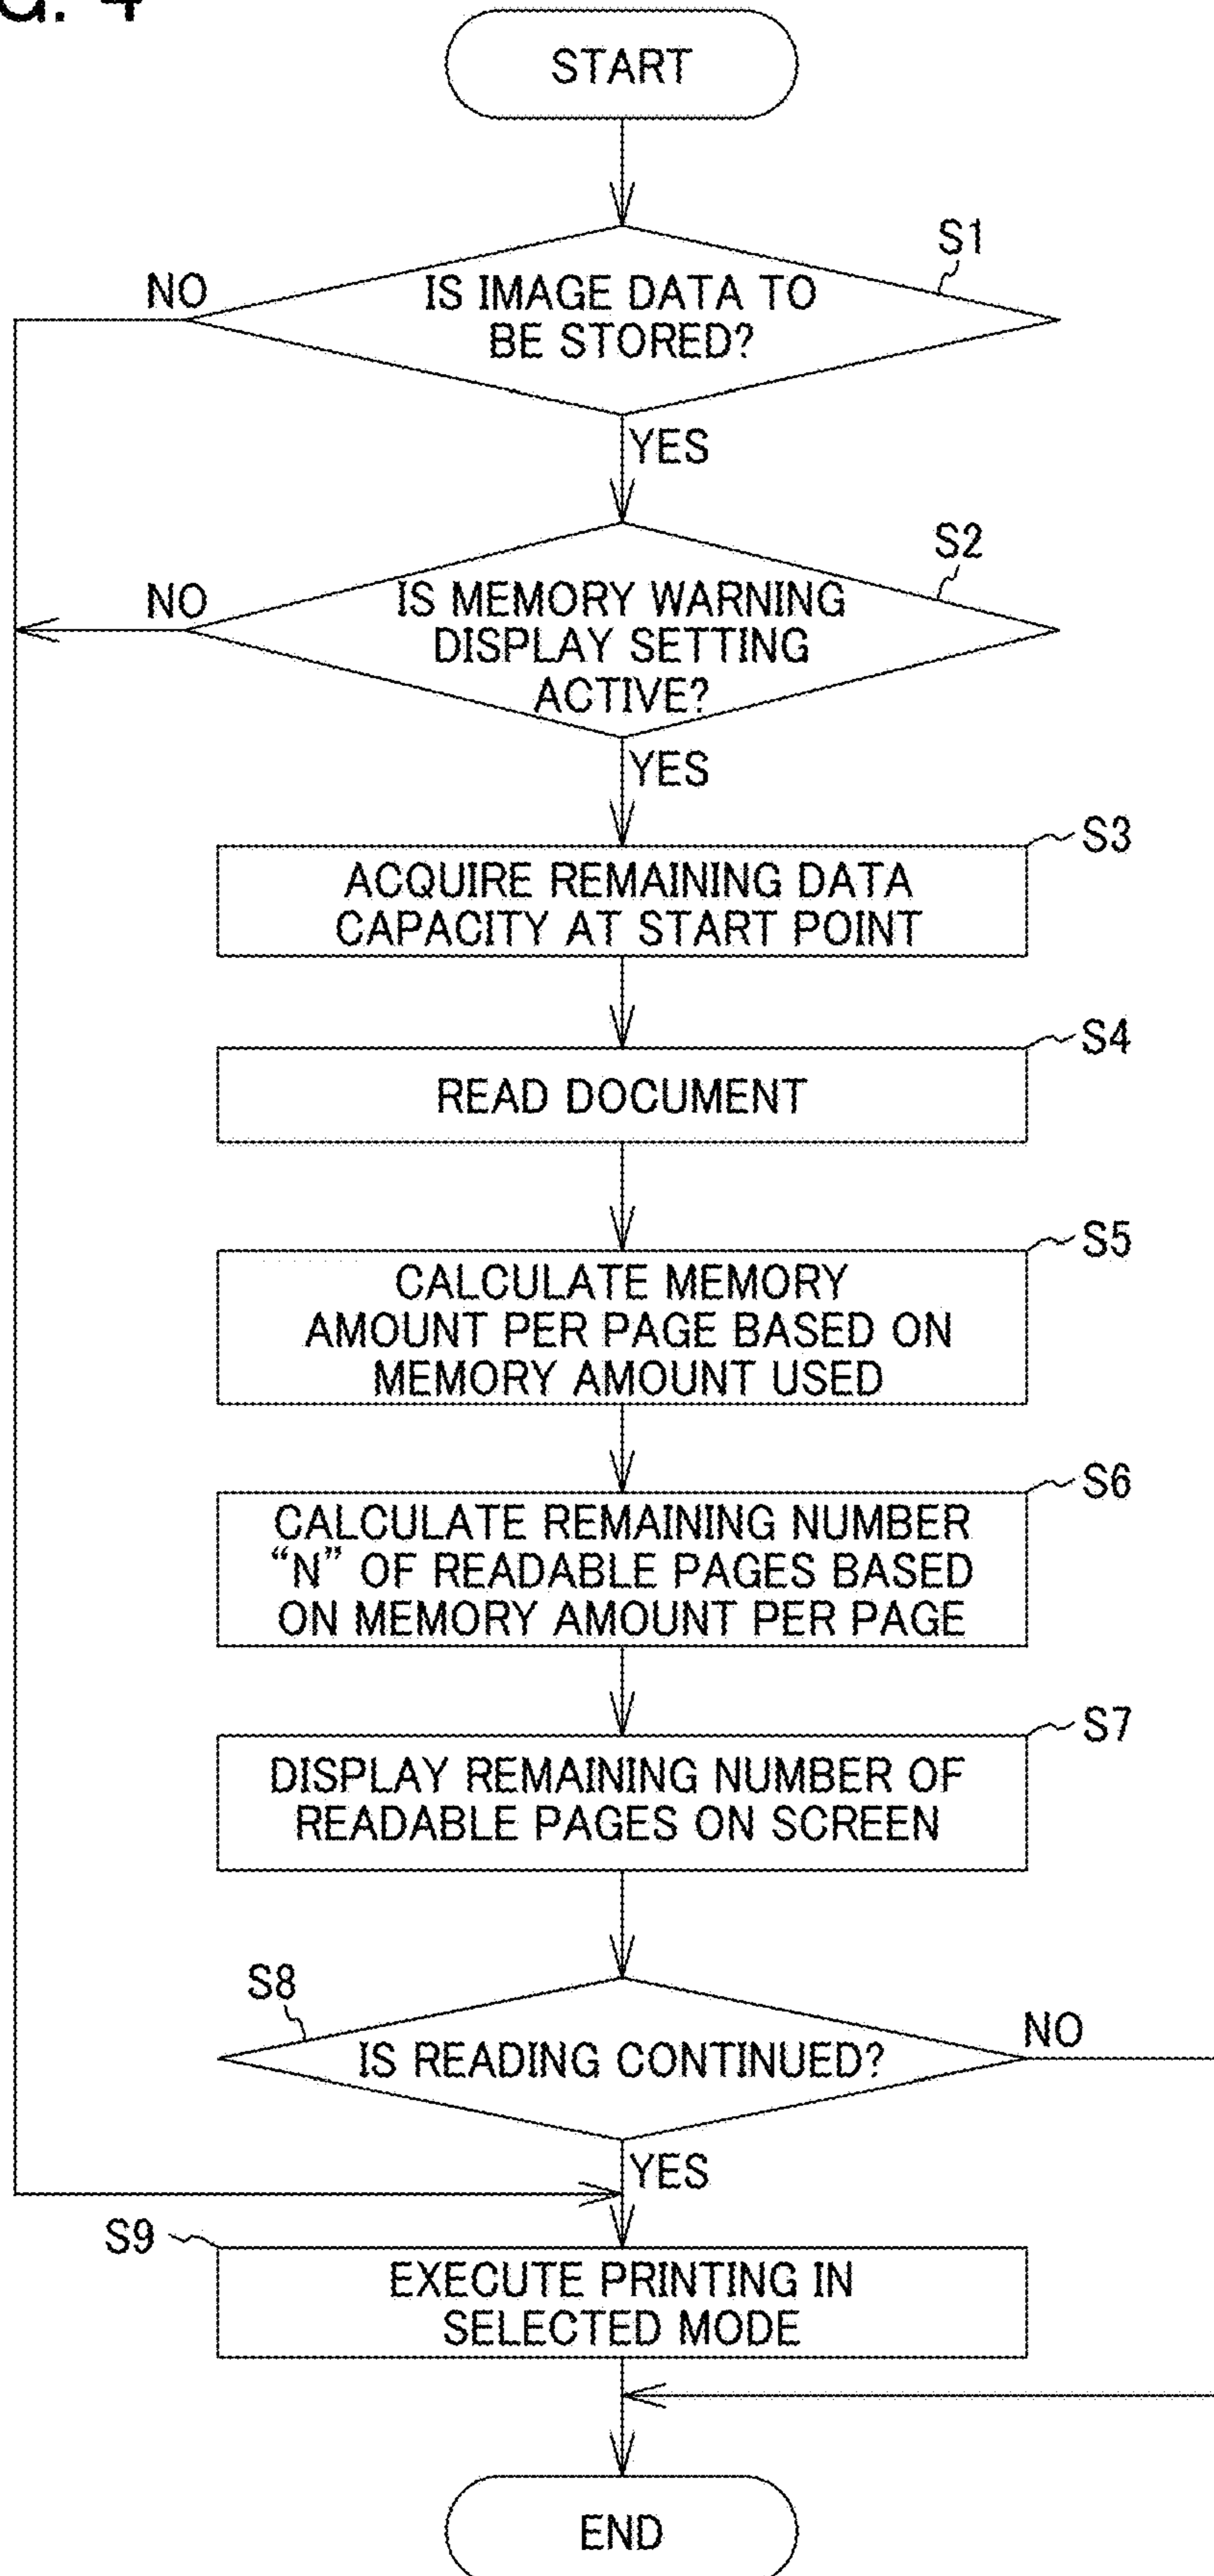 G. 4
START
S1
NO
IS IMAGE DATA TO
BE STORED?
YES
S2
NO
IS MEMORY WARNING
DISPLAY SETTING
ACTIVE?
YES
S3
ACQUIRE REMAINING DATA
CAPACITY AT START POINT
S4
READ DOCUMENT
S5
CALCULATE MEMORY
AMOUNT PER PAGE BASED ON
MEMORY AMOUNT USED
S6
CALCULATE REMAINING NUMBER
“N” OF READABLE PAGES BASED
ON MEMORY AMOUNT PER PAGE
S7
DISPLAY REMAINING NUMBER OF
READABLE PAGES ON SCREEN
S8
NO
IS READING CONTINUED?
YES
S9
EXECUTE PRINTING IN
SELECTED MODE
END